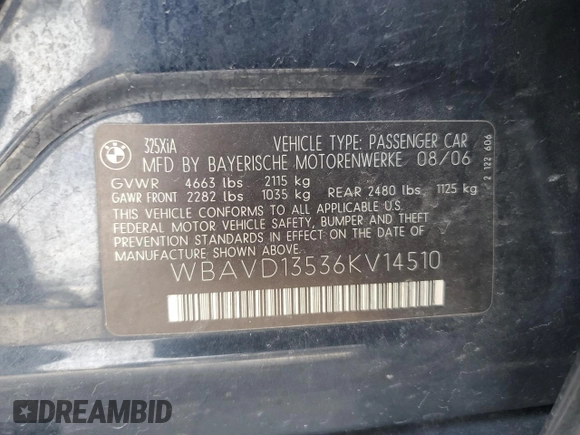 BMW
325XiA
VEHICLE TYPE: PASSENGER CAR
MFD BY BAYERISCHE MOTORENWERKE 08/06
GVWR 4663 lbs 2115 kg
GAWR FRONT 2282 lbs 1035 kg REAR 2480 lbs 1125 kg
THIS VEHICLE CONFORMS TO ALL APPLICABLE U.S.
FEDERAL MOTOR VEHICLE SAFETY, BUMPER AND THEFT
PREVENTION STANDARDS IN EFFECT ON THE DATE OF
MANUFACTURE SHOWN ABOVE.
WBAVD13536KV14510
2 122 606
DREAMBID